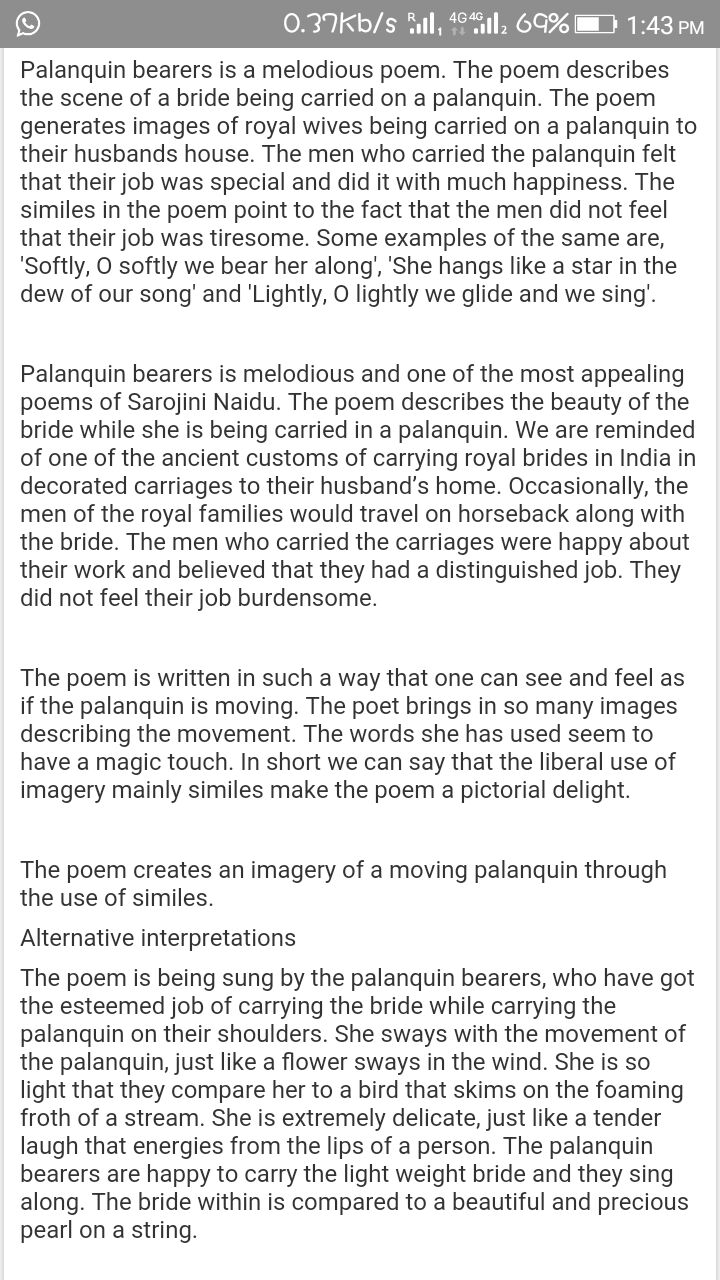 0.37Kb/s R 1 4G 4G 2 69% 1:43 PM
Palanquin bearers is a melodious poem. The poem describes
the scene of a bride being carried on a palanquin. The poem
generates images of royal wives being carried on a palanquin to
their husbands house. The men who carried the palanquin felt
that their job was special and did it with much happiness. The
similes in the poem point to the fact that the men did not feel
that their job was tiresome. Some examples of the same are,
'Softly, O softly we bear her along', 'She hangs like a star in the
dew of our song' and 'Lightly, O lightly we glide and we sing'.
Palanquin bearers is melodious and one of the most appealing
poems of Sarojini Naidu. The poem describes the beauty of the
bride while she is being carried in a palanquin. We are reminded
of one of the ancient customs of carrying royal brides in India in
decorated carriages to their husband’s home. Occasionally, the
men of the royal families would travel on horseback along with
the bride. The men who carried the carriages were happy about
their work and believed that they had a distinguished job. They
did not feel their job burdensome.
The poem is written in such a way that one can see and feel as
if the palanquin is moving. The poet brings in so many images
describing the movement. The words she has used seem to
have a magic touch. In short we can say that the liberal use of
imagery mainly similes make the poem a pictorial delight.
The poem creates an imagery of a moving palanquin through
the use of similes.
Alternative interpretations
The poem is being sung by the palanquin bearers, who have got
the esteemed job of carrying the bride while carrying the
palanquin on their shoulders. She sways with the movement of
the palanquin, just like a flower sways in the wind. She is so
light that they compare her to a bird that skims on the foaming
froth of a stream. She is extremely delicate, just like a tender
laugh that energies from the lips of a person. The palanquin
bearers are happy to carry the light weight bride and they sing
along. The bride within is compared to a beautiful and precious
pearl on a string.